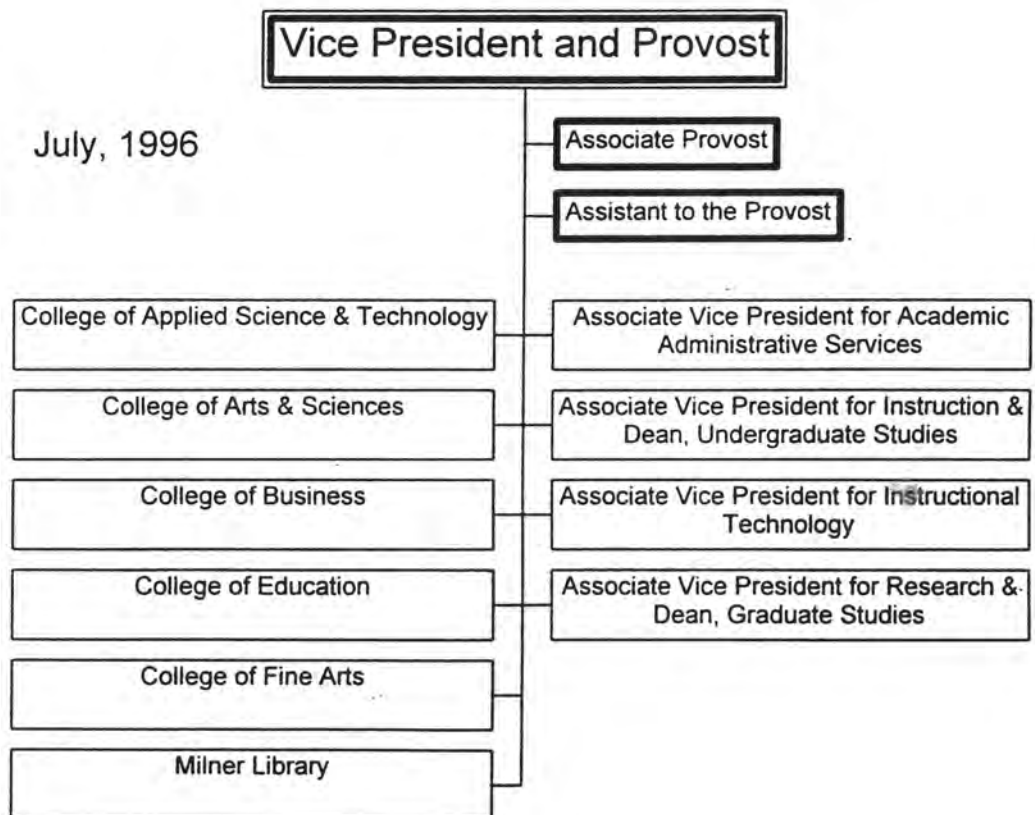 Vice President and Provost
July, 1996
Associate Provost
Assistant to the Provost
College of Applied Science & Technology
Associate Vice President for Academic
Administrative Services
College of Arts & Sciences
Associate Vice President for Instruction &
Dean, Undergraduate Studies
College of Business
Associate Vice President for Instructional
Technology
College of Education
Associate Vice President for Research &
Dean, Graduate Studies
College of Fine Arts
Milner Library